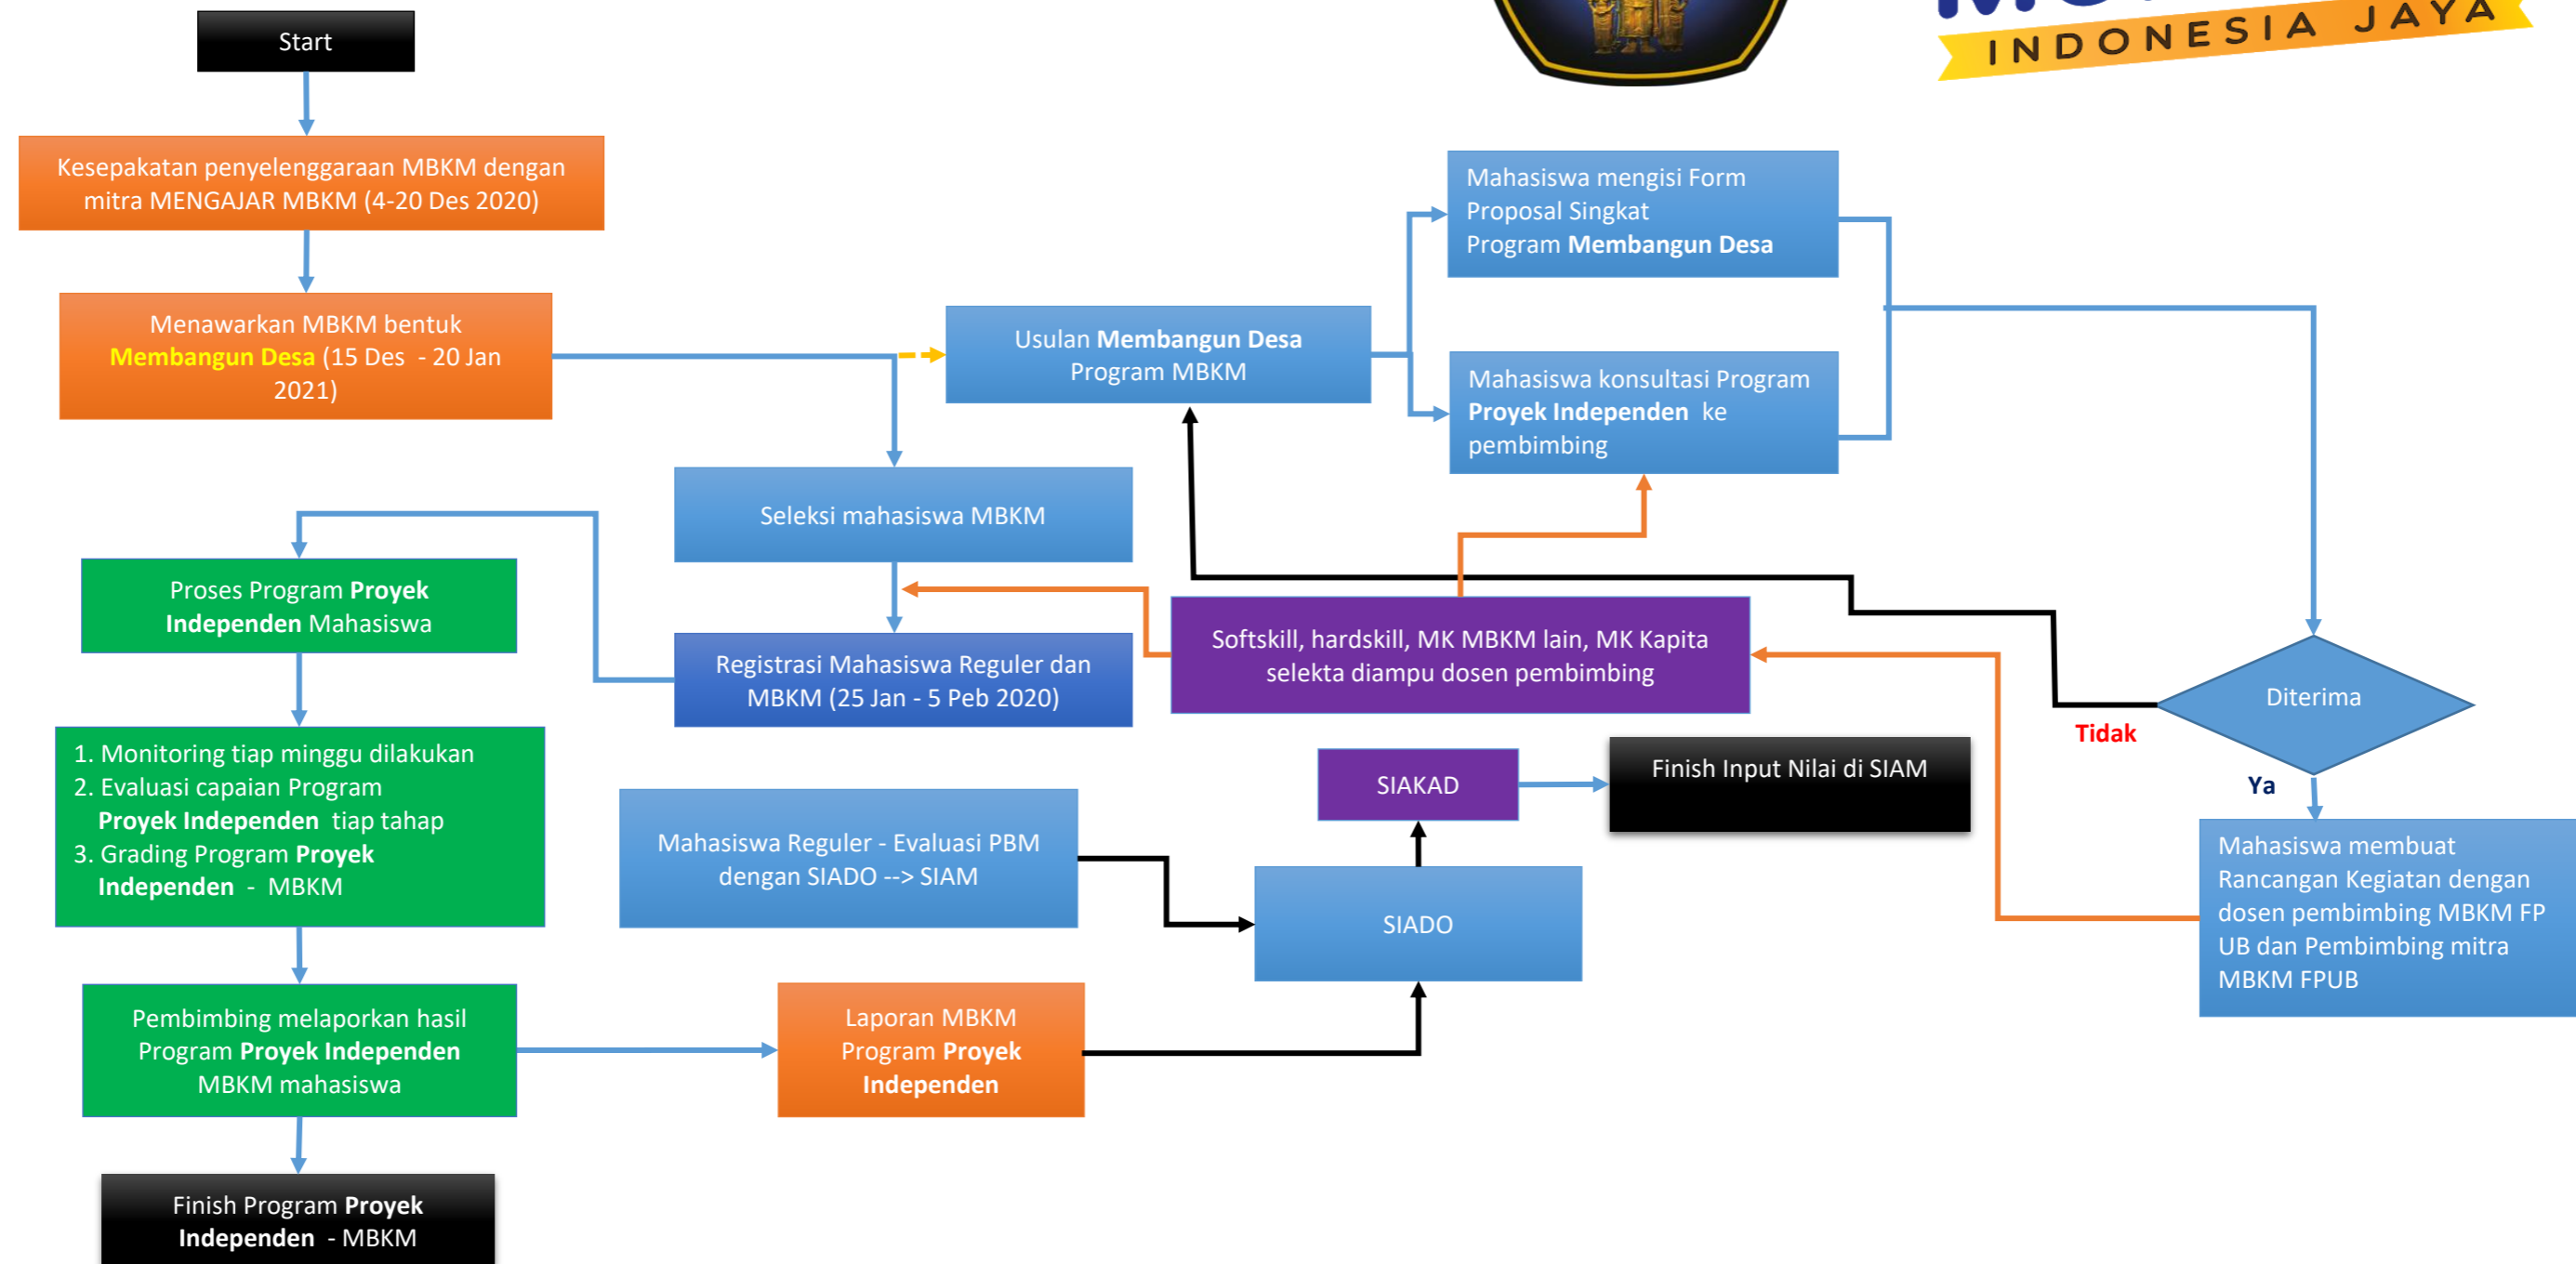 INDONESIA JAYA
Start
Kesepakatan penyelenggaraan MBKM dengan
mitra MENGAJAR MBKM (4-20 Des 2020)
Menawarkan MBKM bentuk
Membangun Desa (15 Des - 20 Jan
2021)
Usulan Membangun Desa
Program MBKM
Mahasiswa mengisi Form
Proposal Singkat
Program Membangun Desa
Mahasiswa konsultasi Program
Proyek Independen ke
pembimbing
Seleksi mahasiswa MBKM
Proses Program Proyek
Independen Mahasiswa
Registrasi Mahasiswa Reguler dan
MBKM (25 Jan - 5 Peb 2020)
Softskill, hardskill, MK MBKM lain, MK Kapita
selekta diampu dosen pembimbing
Diterima
Tidak
Ya
1. Monitoring tiap minggu dilakukan
2. Evaluasi capaian Program
Proyek Independen tiap tahap
3. Grading Program Proyek
Independen - MBKM
Mahasiswa Reguler - Evaluasi PBM
dengan SIADO --> SIAM
SIAKAD
Finish Input Nilai di SIAM
SIADO
Mahasiswa membuat
Rancangan Kegiatan dengan
dosen pembimbing MBKM FP
UB dan Pembimbing mitra
MBKM FPUB
Pembimbing melaporkan hasil
Program Proyek Independen
MBKM mahasiswa
Laporan MBKM
Program Proyek
Independen
Finish Program Proyek
Independen - MBKM